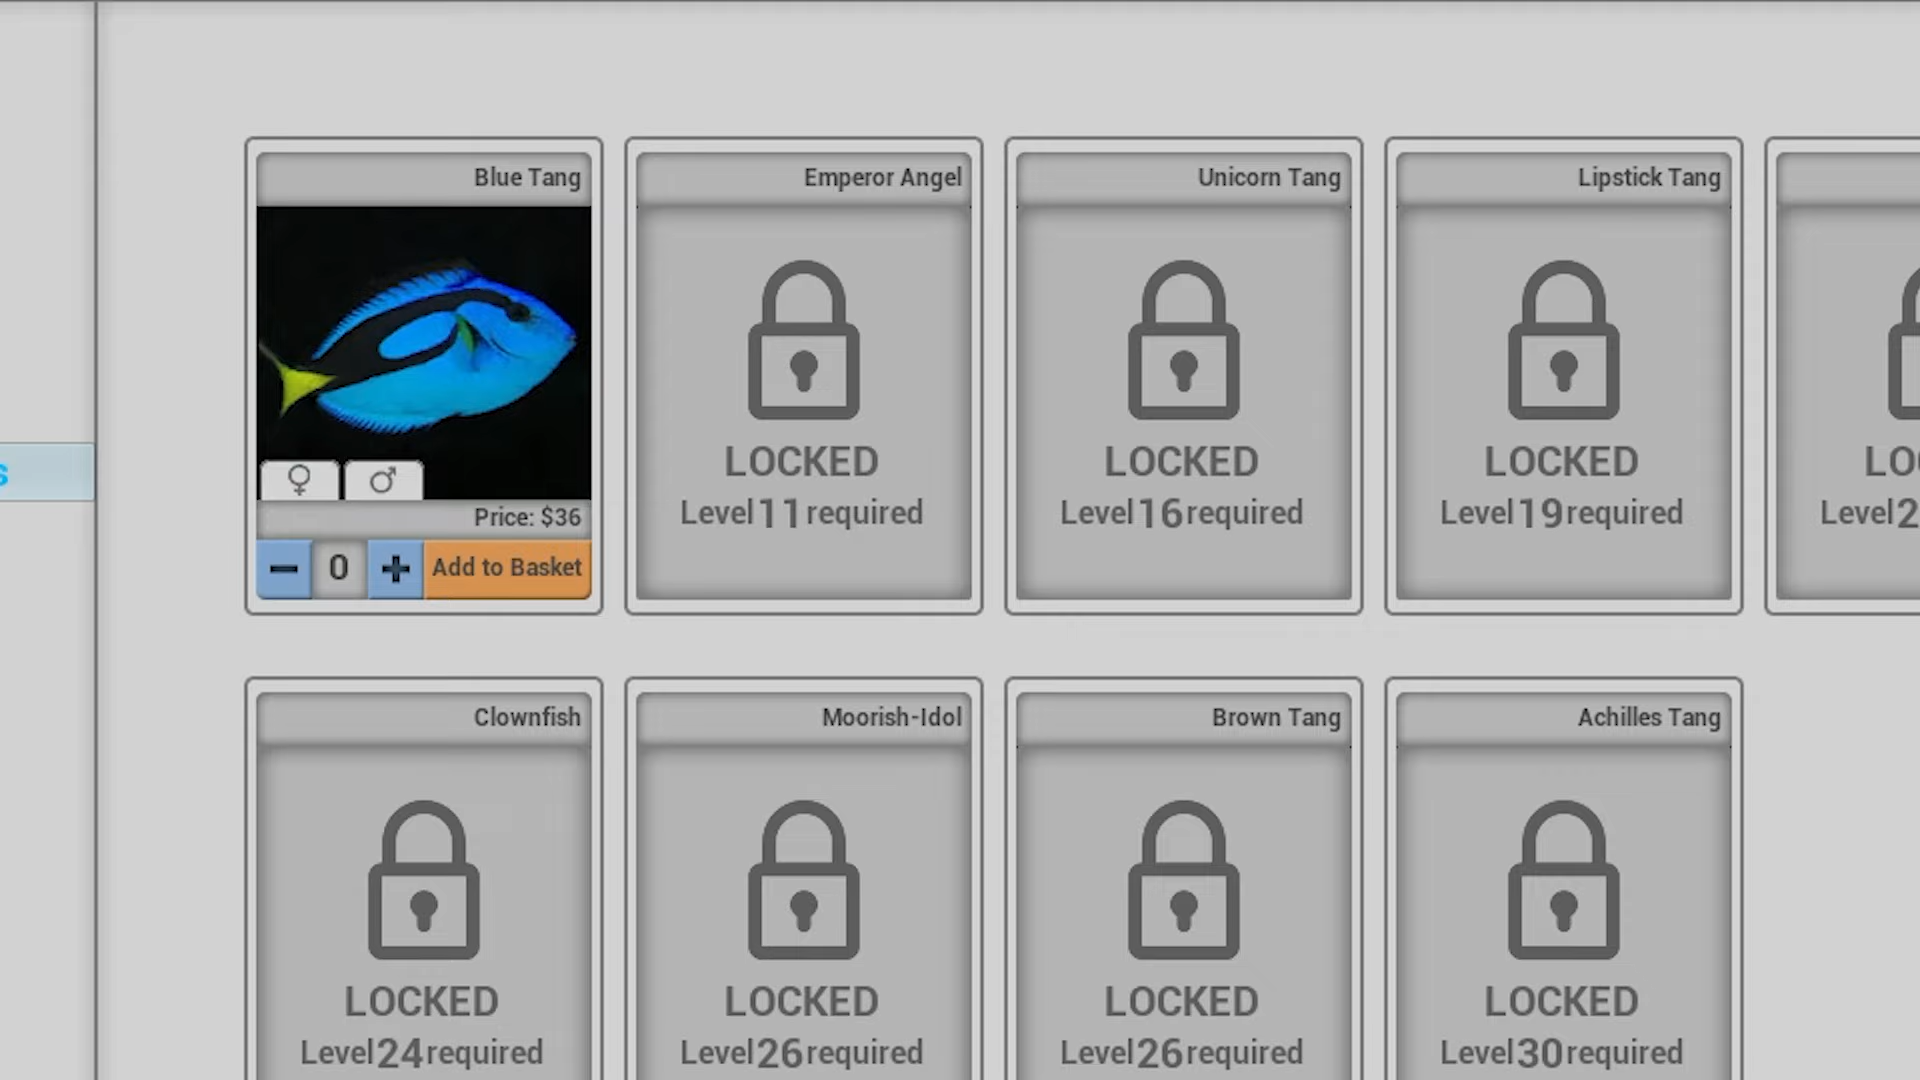 Blue Tang
Emperor Angel
Unicorn Tang
Lipstick Tang
LOCKED
Level 11 required
LOCKED
Level 16 required
LOCKED
Level 19 required
Price: $36
0
Add to Basket
Clownfish
Moorish-Idol
Brown Tang
Achilles Tang
LOCKED
Level 24 required
LOCKED
Level 26 required
LOCKED
Level 26 required
LOCKED
Level 30 required